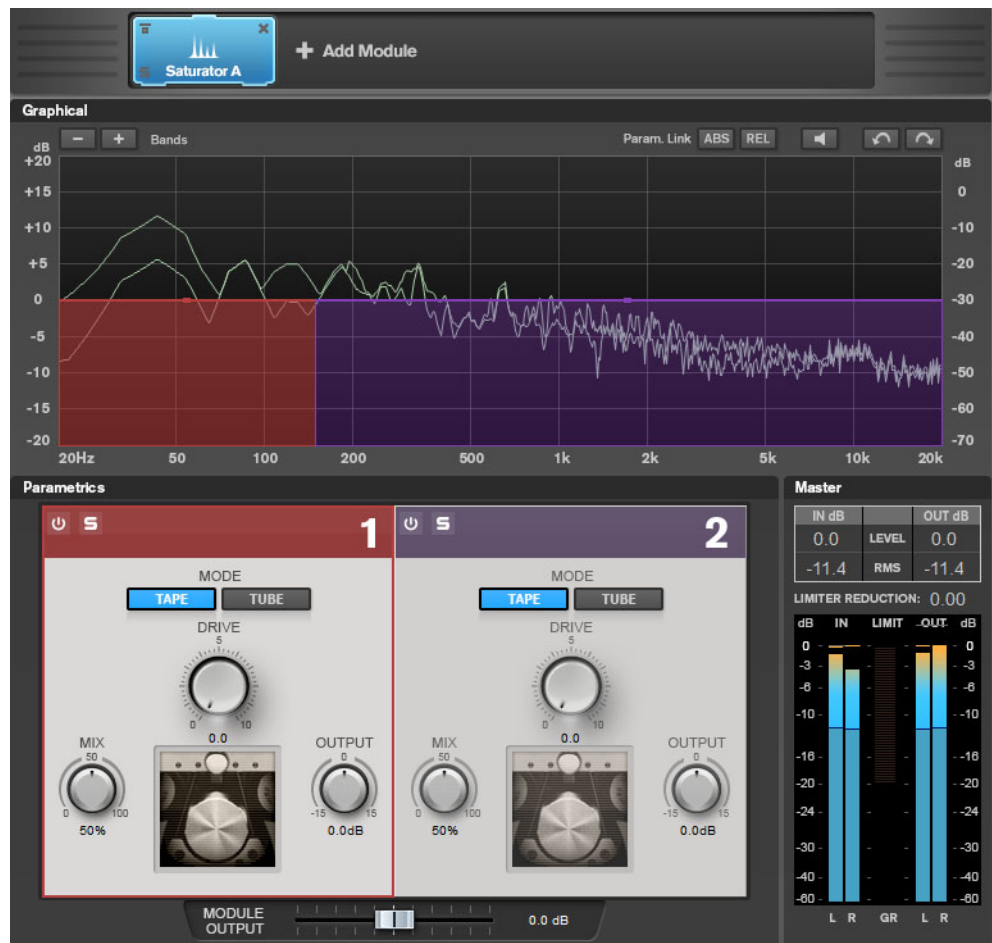 S
Saturator A
+ Add Module
Graphical
- + Bands Param. Link ABS REL
dB dB
+20
+15 0
+10 -10
+5 -20
0 -30
-5 -40
-10 -50
-15 -60
-20 -70
20Hz 50 100 200 500 1k 2k 5k 10k 20k
Parametrics Master
S 1 S 2
IN dB OUT dB
0.0 LEVEL 0.0
-11.4 RMS -11.4
LIMITER REDUCTION: 0.00
MODE MODE
TAPE TUBE TAPE TUBE
DRIVE DRIVE
5 5
0 10 0 10
0.0 0.0
MIX OUTPUT MIX OUTPUT
50 0 50 0
0 100 -15 15 0 100 -15 15
50% 0.0dB 50% 0.0dB
dB IN LIMIT OUT dB
0 - - - - 0
-3 - - - - -3
-6 - - - - -6
-10 - - - - -10
-16 - - - - -16
-20 - - - - -20
-24 - - - - -24
-30 - - - - -30
-40 - - - - -40
-60 - - - - -60
L R GR L R
MODULE
OUTPUT 0.0 dB